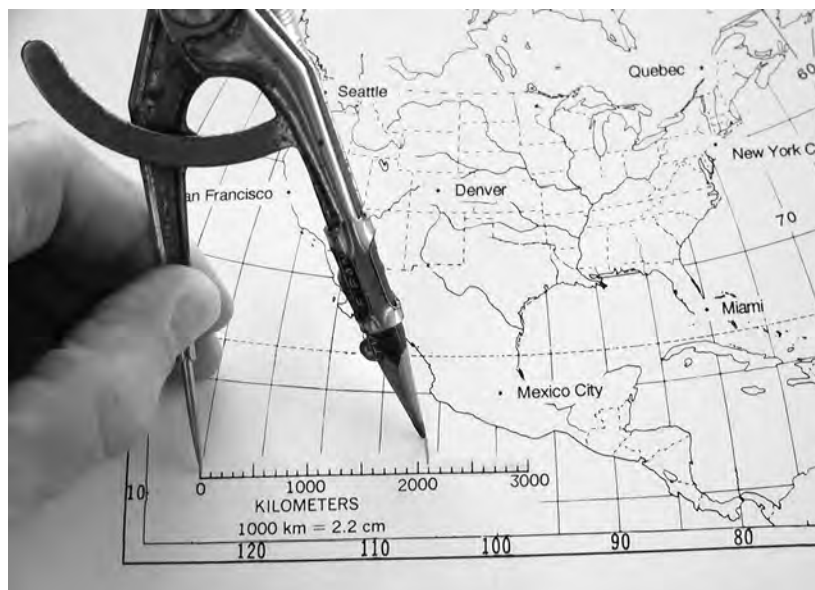 60
Quebec
Seattle
New York C
an Francisco
Denver
70
Miami
Mexico City
10
0 1000 2000 3000
KILOMETERS
1000 km = 2.2 cm
120 110 100 90 80